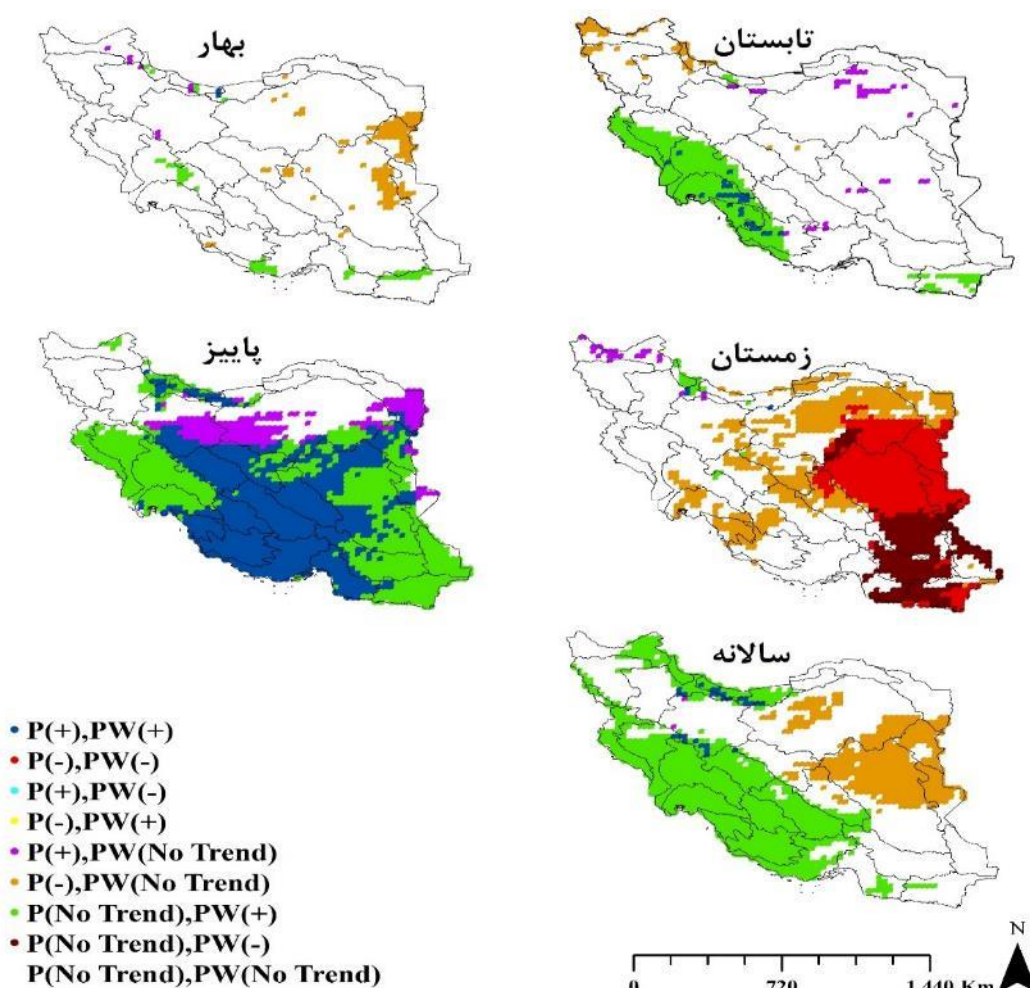 بهار
تابستان
پاییز
زمستان
سالانه
P(+),PW(+)
P(-),PW(-)
P(+),PW(-)
P(-),PW(+)
P(+),PW(No Trend)
P(-),PW(No Trend)
P(No Trend),PW(+)
P(No Trend),PW(-)
P(No Trend),PW(No Trend)
N
0 720 1,440 Km